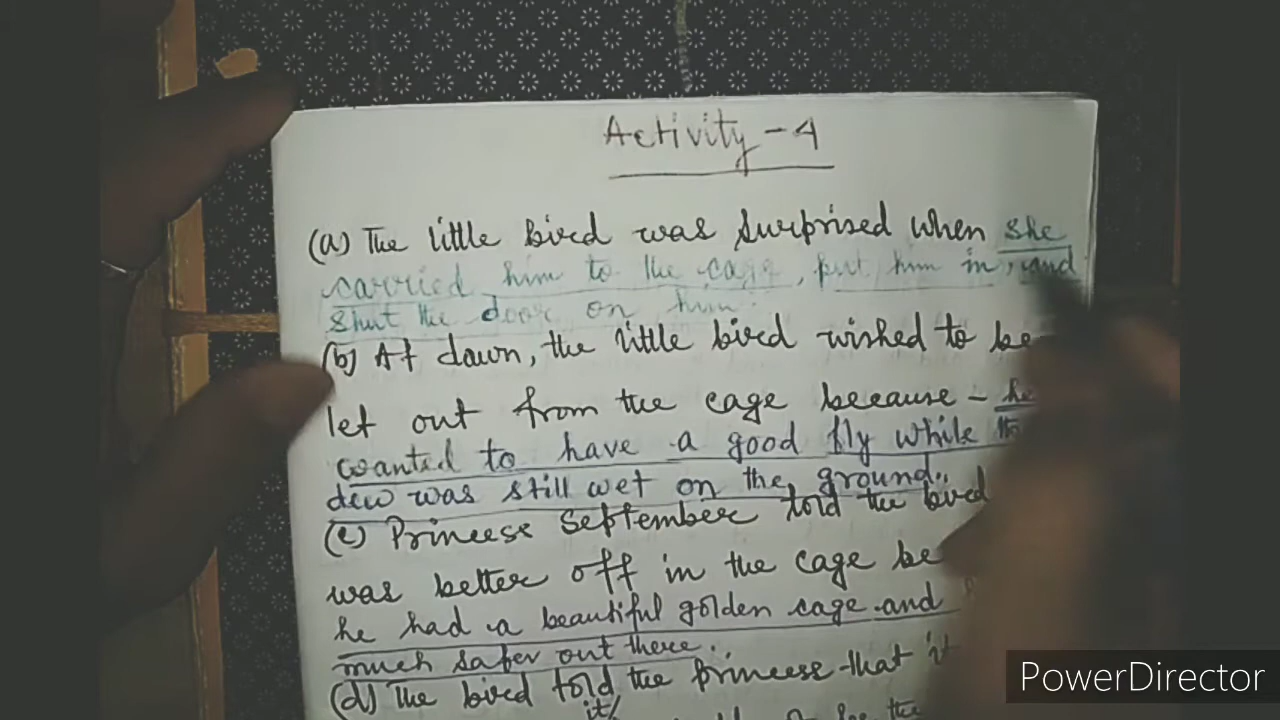 Activity - 4
(a) The little bird was surprised when she
carried him to the cage, put him in, and
shut the door on him.
(b) At dawn, the little bird wished to be
let out from the cage because - he
wanted to have a good fly while
dew was still wet on the ground.
(c) Princess September told the bird
was better off in the cage be
he had a beautiful golden cage and
much safer out there.
(d) The bird told the princess that it
it
PowerDirector